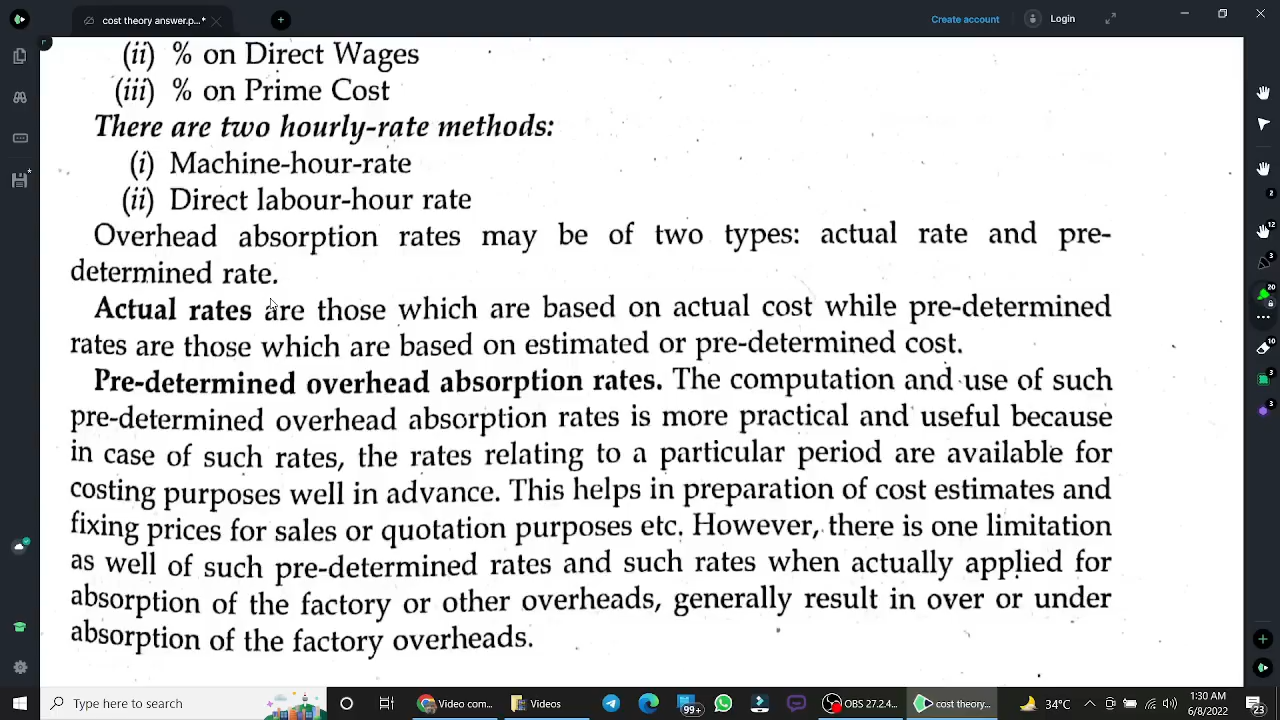 cost theory answer.p...*
Create account
Login
(ii) % on Direct Wages
(iii) % on Prime Cost
There are two hourly-rate methods:
(i) Machine-hour-rate
(ii) Direct labour-hour rate
Overhead absorption rates may be of two types: actual rate and pre-
determined rate.
Actual rates are those which are based on actual cost while pre-determined
rates are those which are based on estimated or pre-determined cost.
Pre-determined overhead absorption rates. The computation and use of such
pre-determined overhead absorption rates is more practical and useful because
in case of such rates, the rates relating to a particular period are available for
costing purposes well in advance. This helps in preparation of cost estimates and
fixing prices for sales or quotation purposes etc. However, there is one limitation
as well of such pre-determined rates and such rates when actually applied for
absorption of the factory or other overheads, generally result in over or under
absorption of the factory overheads.
2
12
3
20
10
3
3
Type here to search
Video com...
Videos
99+
OBS 27.2.4...
cost theory...
34°C
1:30 AM
6/8/2022
23